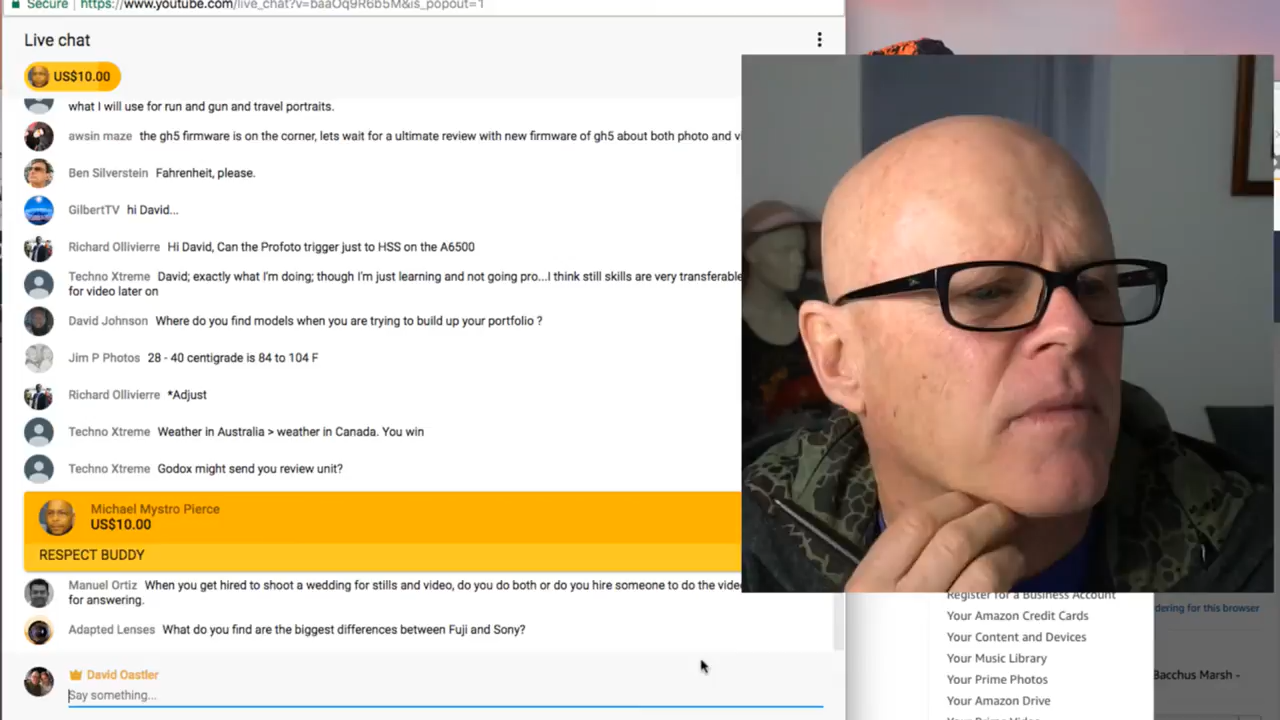 Secure https://www.youtube.com/live_chat?v=baaOq9R6b5M&is_popout=1
Live chat
US$10.00
what I will use for run and gun and travel portraits.
awsin maze the gh5 firmware is on the corner, lets wait for a ultimate review with new firmware of gh5 about both photo and vi
Ben Silverstein Fahrenheit, please.
GilbertTV hi David...
Richard Ollivierre Hi David, Can the Profoto trigger just to HSS on the A6500
Techno Xtreme David; exactly what I'm doing; though I'm just learning and not going pro...I think still skills are very transferable
for video later on
David Johnson Where do you find models when you are trying to build up your portfolio ?
Jim P Photos 28 - 40 centigrade is 84 to 104 F
Richard Ollivierre *Adjust
Techno Xtreme Weather in Australia > weather in Canada. You win
Techno Xtreme Godox might send you review unit?
Michael Mystro Pierce
US$10.00
RESPECT BUDDY
Manuel Ortiz When you get hired to shoot a wedding for stills and video, do you do both or do you hire someone to do the video
for answering.
Adapted Lenses What do you find are the biggest differences between Fuji and Sony?
David Oastler
Say something...
Register for a Business Account
Your Amazon Credit Cards
Your Content and Devices
Your Music Library
Your Prime Photos
Your Amazon Drive
Your Prime Video
dering for this browser
Bacchus Marsh -